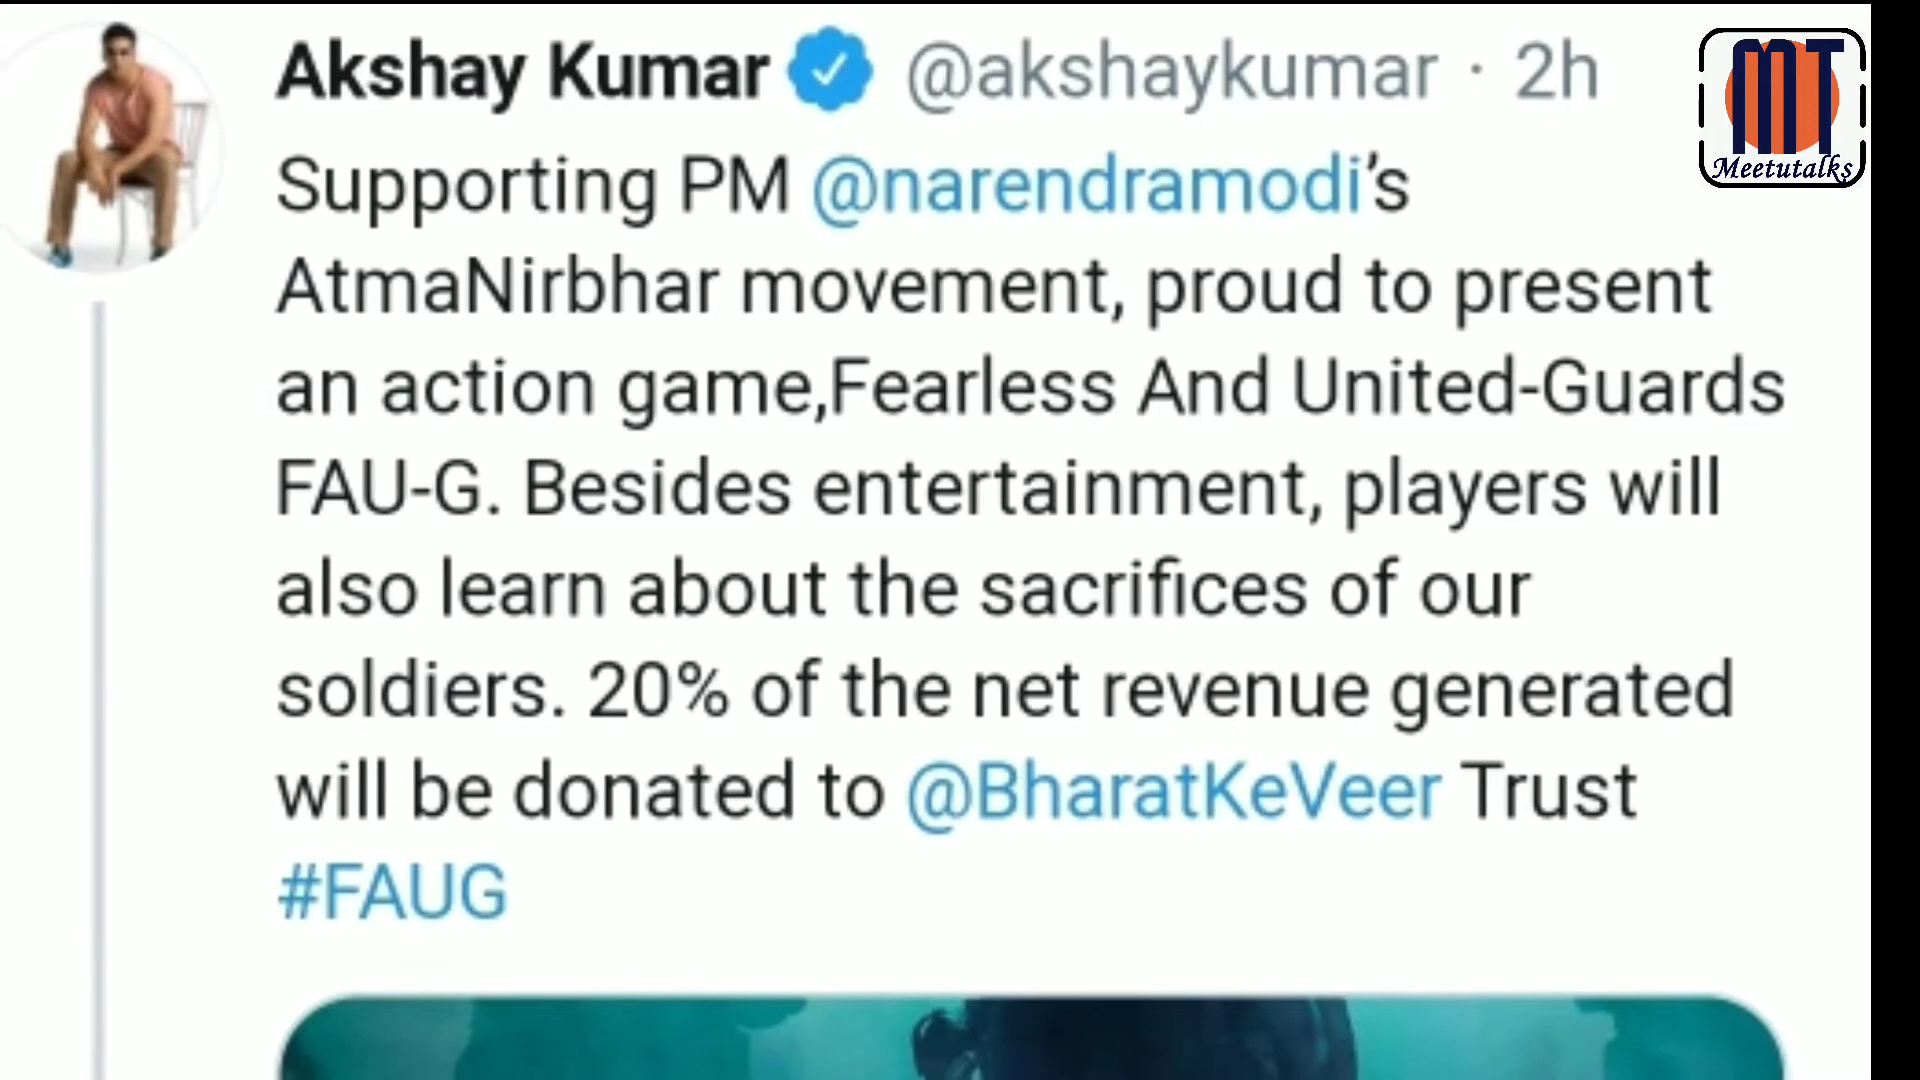 Akshay Kumar @akshaykumar · 2h
Supporting PM @narendramodi’s
AtmaNirbhar movement, proud to present
an action game,Fearless And United-Guards
FAU-G. Besides entertainment, players will
also learn about the sacrifices of our
soldiers. 20% of the net revenue generated
will be donated to @BharatKeVeer Trust
#FAUG
MT
Meetutalks